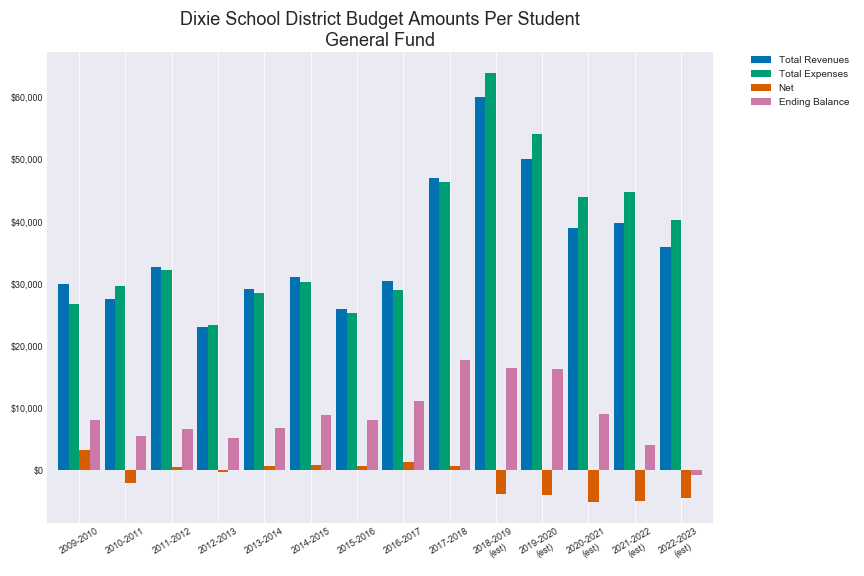 Dixie School District Budget Amounts Per Student
General Fund
Total Revenues
Total Expenses
Net
Ending Balance
$60,000
$50,000
$40,000
$30,000
$20,000
$10,000
$0
2009-2010
2010-2011
2011-2012
2012-2013
2013-2014
2014-2015
2015-2016
2016-2017
2017-2018
2018-2019
(est)
2019-2020
(est)
2020-2021
(est)
2021-2022
(est)
2022-2023
(est)